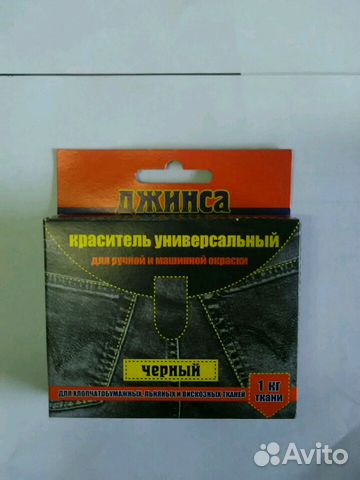 джинса
краситель универсальный
для ручной и машинной окраски
черный
для хлопчатобумажных, льняных и вискозных тканей
1 кг
ткани
Avito